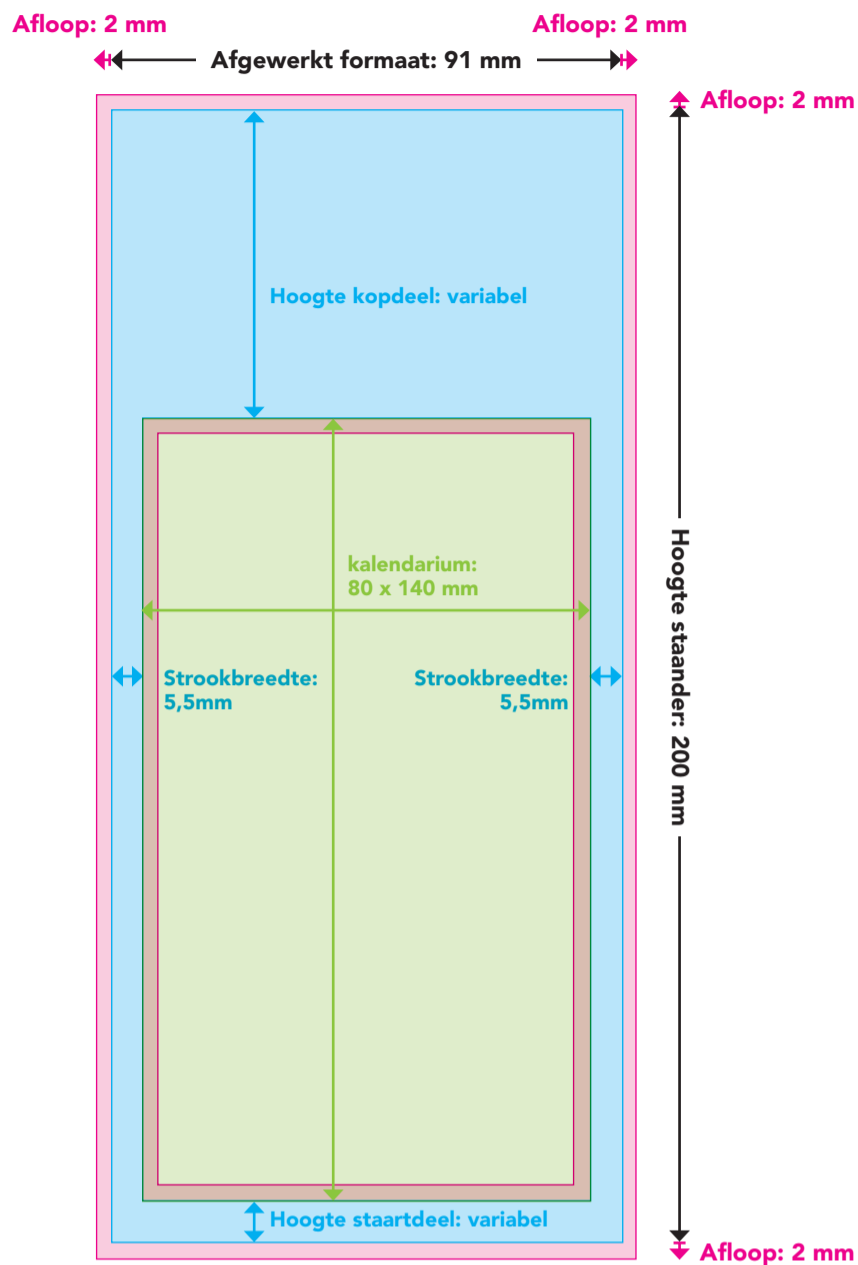 Afloop: 2 mm
Afloop: 2 mm
Afgewerkt formaat: 91 mm
Afloop: 2 mm
Hoogte kopdeel: variabel
kalendarium:
80 x 140 mm
Hoogte staander: 200 mm
Strookbreedte:
5,5mm
Strookbreedte:
5,5mm
Hoogte staartdeel: variabel
Afloop: 2 mm